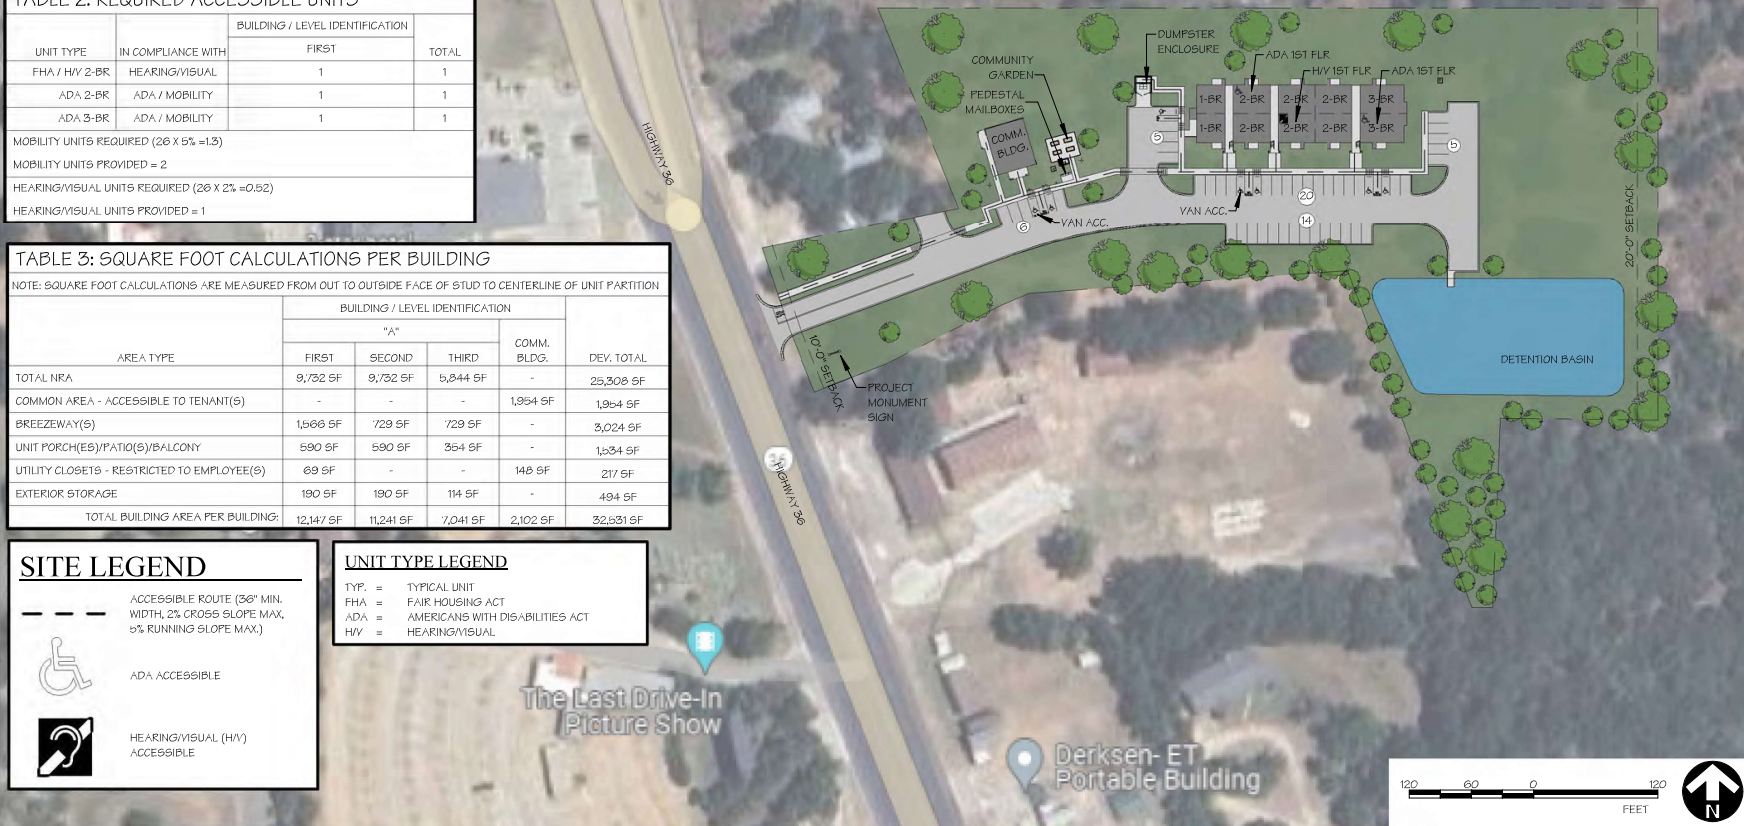 TABLE 2: REQUIRED ACCESSIBLE UNITS
BUILDING / LEVEL IDENTIFICATION
UNIT TYPE IN COMPLIANCE WITH FIRST TOTAL
FHA / H/V 2-BR HEARING/VISUAL 1 1
ADA 2-BR ADA / MOBILITY 1 1
ADA 3-BR ADA / MOBILITY 1 1
MOBILITY UNITS REQUIRED (26 X 5% =1.3)
MOBILITY UNITS PROVIDED = 2
HEARING/VISUAL UNITS REQUIRED (26 X 2% =0.52)
HEARING/VISUAL UNITS PROVIDED = 1
TABLE 3: SQUARE FOOT CALCULATIONS PER BUILDING
NOTE: SQUARE FOOT CALCULATIONS ARE MEASURED FROM OUT TO OUTSIDE FACE OF STUD TO CENTERLINE OF UNIT PARTITION
BUILDING / LEVEL IDENTIFICATION
"A"
COMM.
AREA TYPE FIRST SECOND THIRD BLDG. DEV. TOTAL
TOTAL NRA 9,732 SF 9,732 SF 5,844 SF - 25,308 SF
COMMON AREA - ACCESSIBLE TO TENANT(S) - - - 1,954 SF 1,954 SF
BREEZEWAY(S) 1,566 SF 729 SF 729 SF - 3,024 SF
UNIT PORCH(ES)/PATIO(S)/BALCONY 590 SF 590 SF 354 SF - 1,534 SF
UTILITY CLOSETS - RESTRICTED TO EMPLOYEE(S) 69 SF - - 148 SF 217 SF
EXTERIOR STORAGE 190 SF 190 SF 114 SF - 494 SF
TOTAL BUILDING AREA PER BUILDING: 12,147 SF 11,241 SF 7,041 SF 2,102 SF 32,531 SF
SITE LEGEND
ACCESSIBLE ROUTE (36" MIN.
WIDTH, 2% CROSS SLOPE MAX,
5% RUNNING SLOPE MAX.)
ADA ACCESSIBLE
HEARING/VISUAL (H/V)
ACCESSIBLE
UNIT TYPE LEGEND
TYP. = TYPICAL UNIT
FHA = FAIR HOUSING ACT
ADA = AMERICANS WITH DISABILITIES ACT
H/V = HEARING/VISUAL
HIGHWAY 36
HIGHWAY 36
DUMPSTER
ENCLOSURE
COMMUNITY
GARDEN
PEDESTAL
MAILBOXES
ADA 1ST FLR
H/V 1ST FLR
ADA 1ST FLR
COMM.
BLDG.
1-BR 2-BR 2-BR 2-BR 3-BR
1-BR 2-BR 2-BR 2-BR 3-BR
5
5
20
14
6
VAN ACC.
VAN ACC.
20'-0" SETBACK
10'-0" SETBACK
PROJECT
MONUMENT
SIGN
DETENTION BASIN
The Last Drive-In
Picture Show
Derksen- ET
Portable Building
120 60 0 120
FEET
N